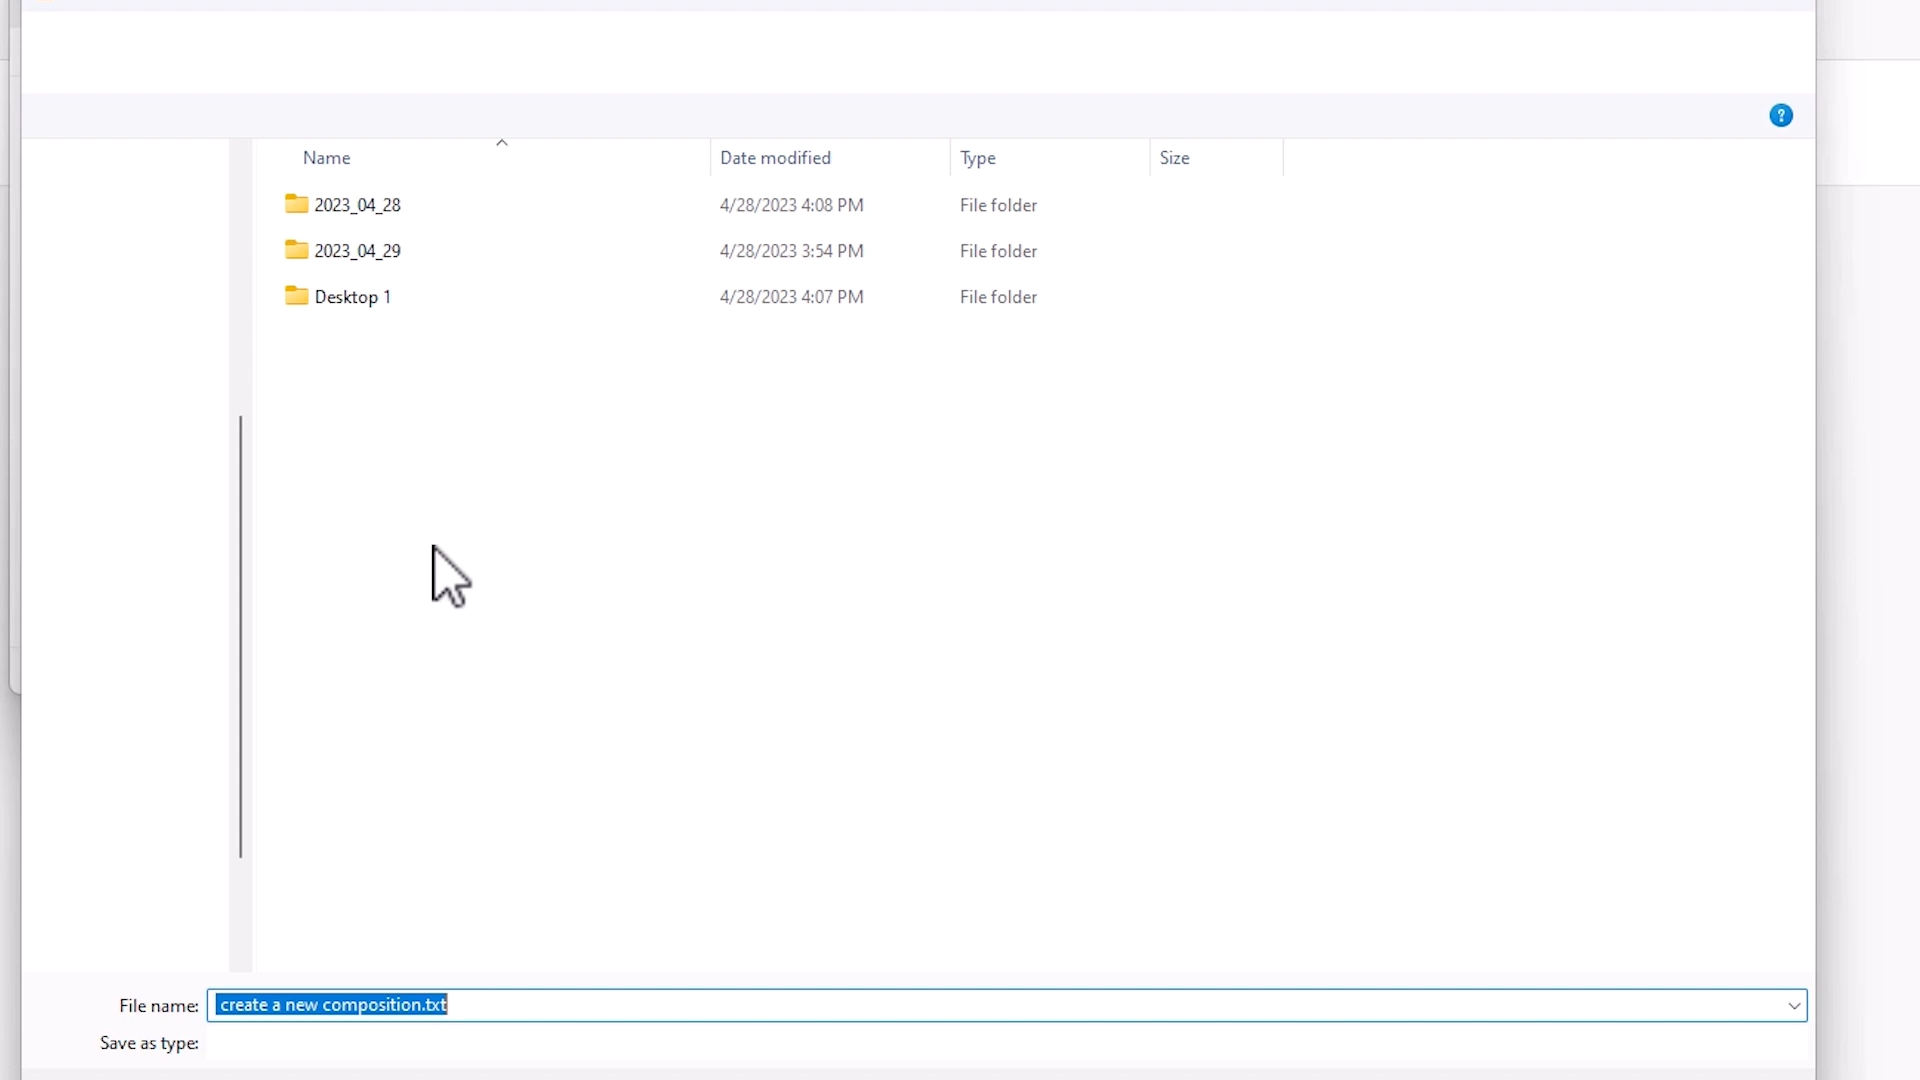 ?
Name Date modified Type Size
2023_04_28 4/28/2023 4:08 PM File folder
2023_04_29 4/28/2023 3:54 PM File folder
Desktop 1 4/28/2023 4:07 PM File folder
File name: create a new composition.txt
Save as type: